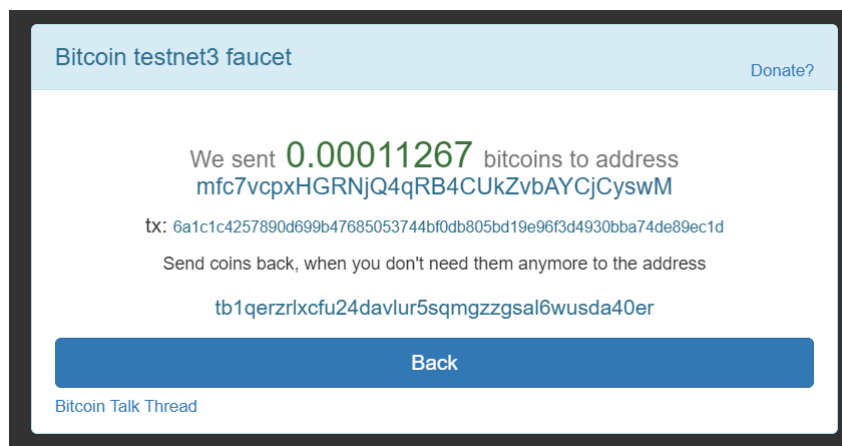 Bitcoin testnet3 faucet
Donate?
We sent 0.00011267 bitcoins to address
mfc7vcpxHGRNjQ4qRB4CUkZvbAYCjCyswM
tx: 6a1c1c4257890d699b47685053744bf0db805bd19e96f3d4930bba74de89ec1d
Send coins back, when you don't need them anymore to the address
tb1qerzrlxcfu24davlur5sqmgzzgsal6wusda40er
Back
Bitcoin Talk Thread